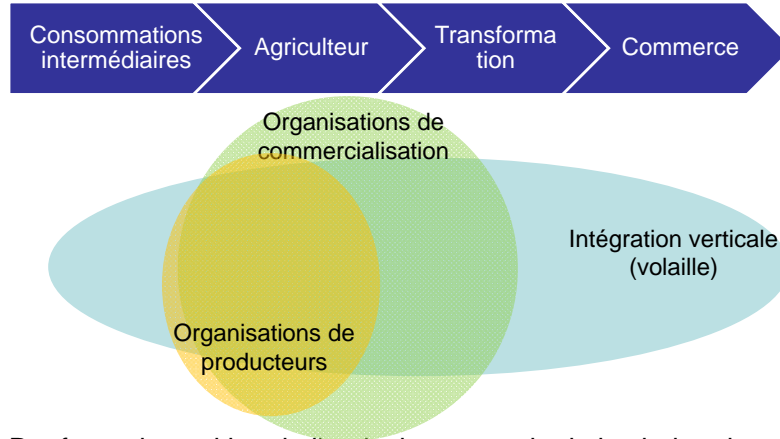 Consommations
intermédiaires
Agriculteur
Transforma
tion
Commerce
Organisations de
commercialisation
Intégration verticale
(volaille)
Organisations de
producteurs